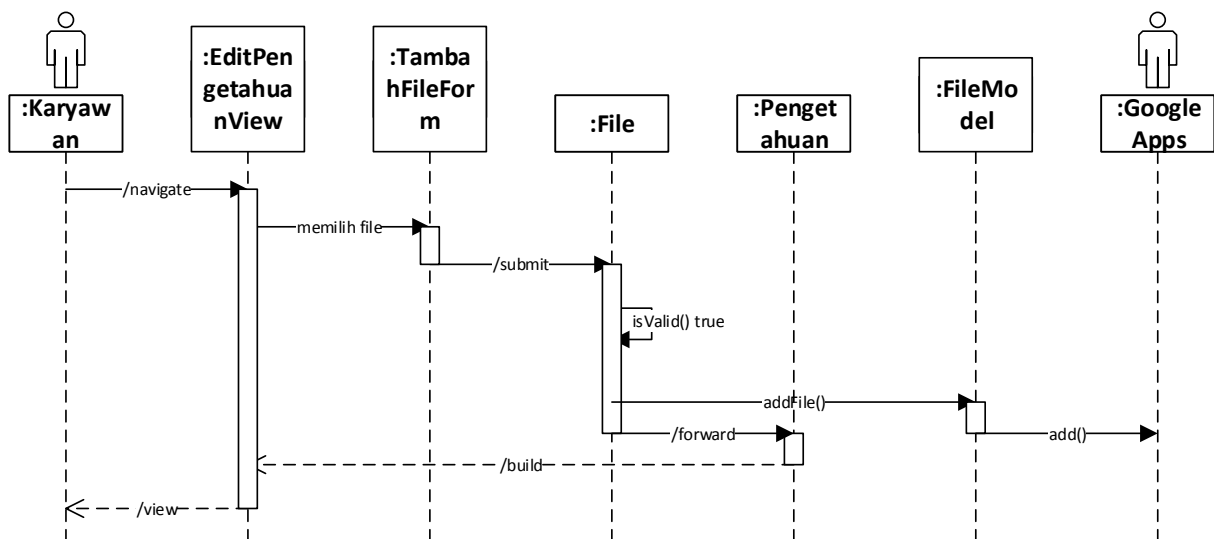 :Karyaw
an
:EditPen
getahua
nView
:Tamba
hFileFor
m
:File
:Penget
ahuan
:FileMo
del
:Google
Apps
/navigate
memilih file
/submit
isValid() true
addFile()
/forward
add()
/build
/view